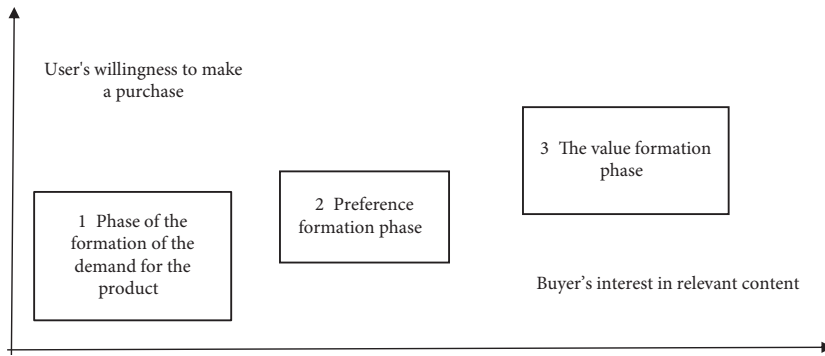 User's willingness to make
a purchase
3 The value formation
phase
2 Preference
formation phase
1 Phase of the
formation of the
demand for the
product
Buyer's interest in relevant content